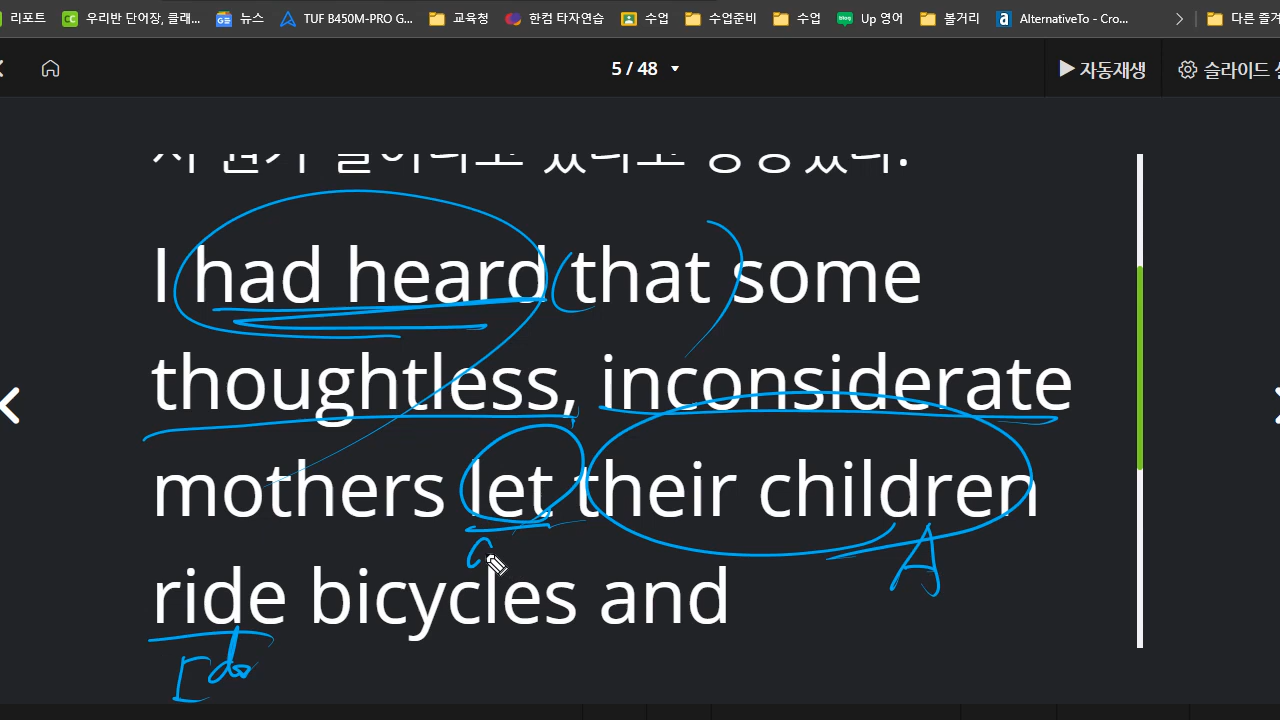 리포트 우리반 단어장, 클래... 뉴스 TUF B450M-PRO G... 교육청 한컴 타자연습 수업 수업준비 수업 Up 영어 볼거리 AlternativeTo - Cro... 다른 즐겨
5 / 48 자동재생 슬라이드
I had heard that some
thoughtless, inconsiderate
mothers let their children
A
ride bicycles and